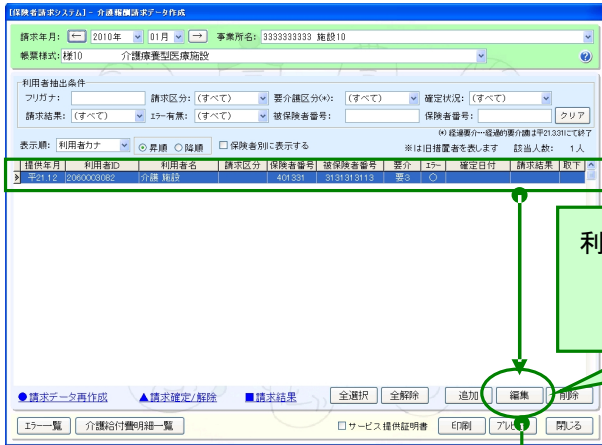 [保険者請求システム] - 介護報酬請求データ作成
請求年月: ← 2010年 01月 → 事業所名: 3333333333 施設10
帳票様式: 様10 介護療養型医療施設
利用者抽出条件
フリガナ: 請求区分: (すべて) 要介護区分(*): (すべて) 確定状況: (すべて)
請求結果: (すべて) ｴﾗｰ有無: (すべて) 被保険者番号: 保険者番号: クリア
(*) 経過要介…経過的要介護は平21.331にて終了
表示順: 利用者カナ 昇順 降順 保険者別に表示する ※は旧措置者を表します 該当人数: 1人
提供年月 利用者ID 利用者名 請求区分 保険者番号 被保険者番号 要介 ｴﾗｰ 確定日付 請求結果 取下
平21.12 2060003082 介護 施設 401331 3131313113 要3 ○
利
●請求データ再作成 ▲請求確定/解除 ■請求結果 全選択 全解除 追加 編集 削除
ｴﾗｰ一覧 介護給付費明細一覧 サービス提供証明書 印刷 閉じる